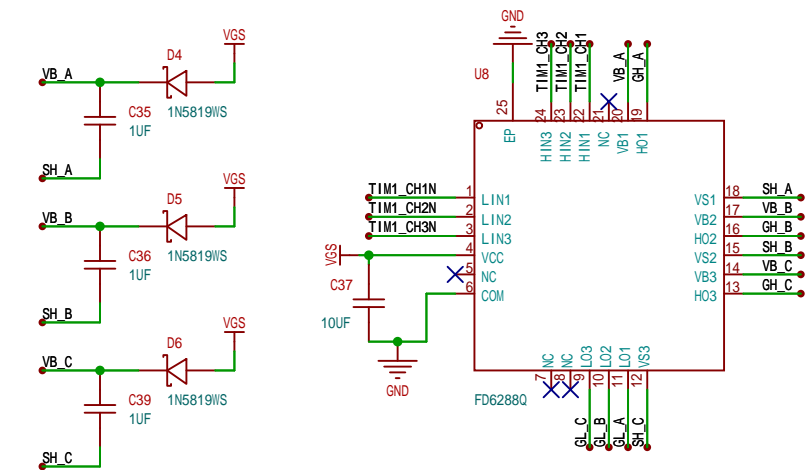 VGS
D4
VB_A
1N5819WS
C35
1UF
SH_A
VGS
D5
VB_B
1N5819WS
C36
1UF
SH_B
VGS
D6
VB_C
1N5819WS
C39
1UF
SH_C
GND
U8
TIM1_CH3
TIM1_CH2
TIM1_CH1
VB_A
GH_A
25
24
23
22
21
20
19
EP
HIN3
HIN2
HIN1
NC
VB1
HO1
TIM1_CH1N
1
LIN1
TIM1_CH2N
2
LIN2
TIM1_CH3N
3
LIN3
VGS
4
VCC
5
NC
6
COM
C37
10UF
GND
VS1
18
SH_A
VB2
17
VB_B
HO2
16
GH_B
VS2
15
SH_B
VB3
14
VB_C
HO3
13
GH_C
NC
NC
LO3
LO2
LO1
VS3
7
8
9
10
11
12
FD6288Q
GL_C
GL_B
GL_A
SH_C